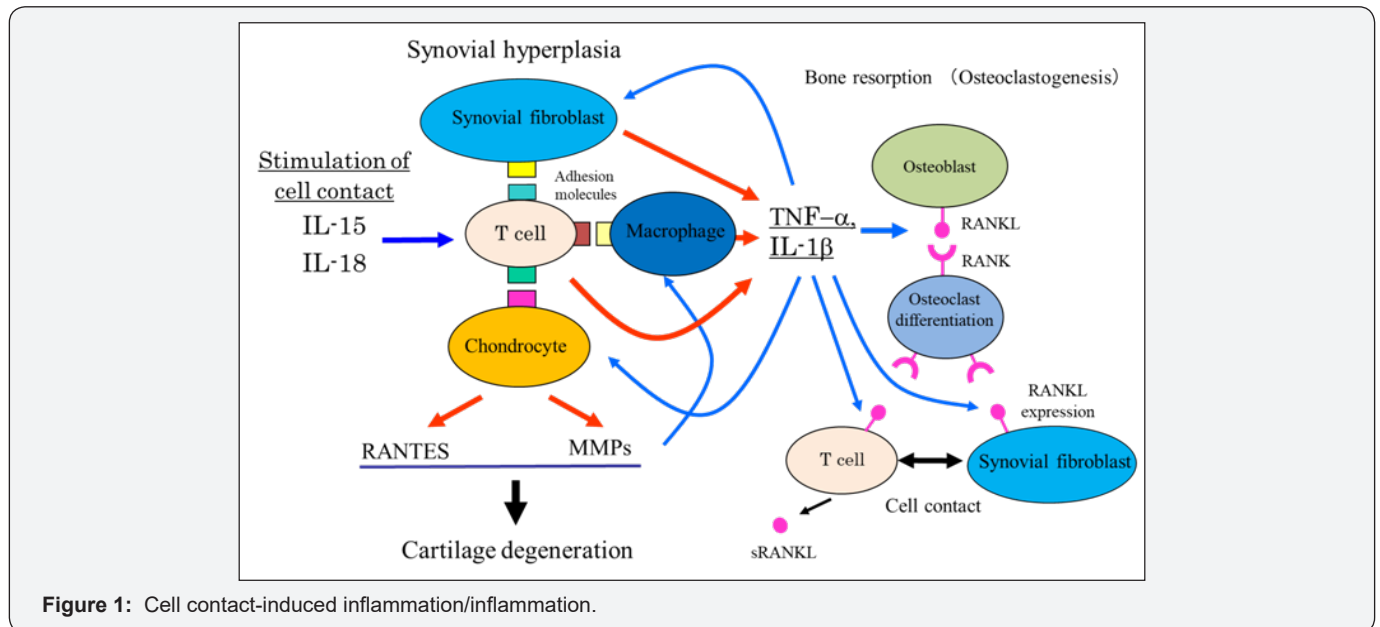 Synovial hyperplasia
Bone resorption （Osteoclastogenesis）
Synovial fibroblast
Stimulation of
cell contact
IL-15
IL-18
Adhesion
molecules
T cell
Macrophage
Chondrocyte
TNF–α,
IL-1β
Osteoblast
RANKL
RANK
Osteoclast
differentiation
RANKL
expression
RANTES
MMPs
T cell
Synovial fibroblast
Cell contact
sRANKL
Cartilage degeneration
Figure 1: Cell contact-induced inflammation/inflammation.